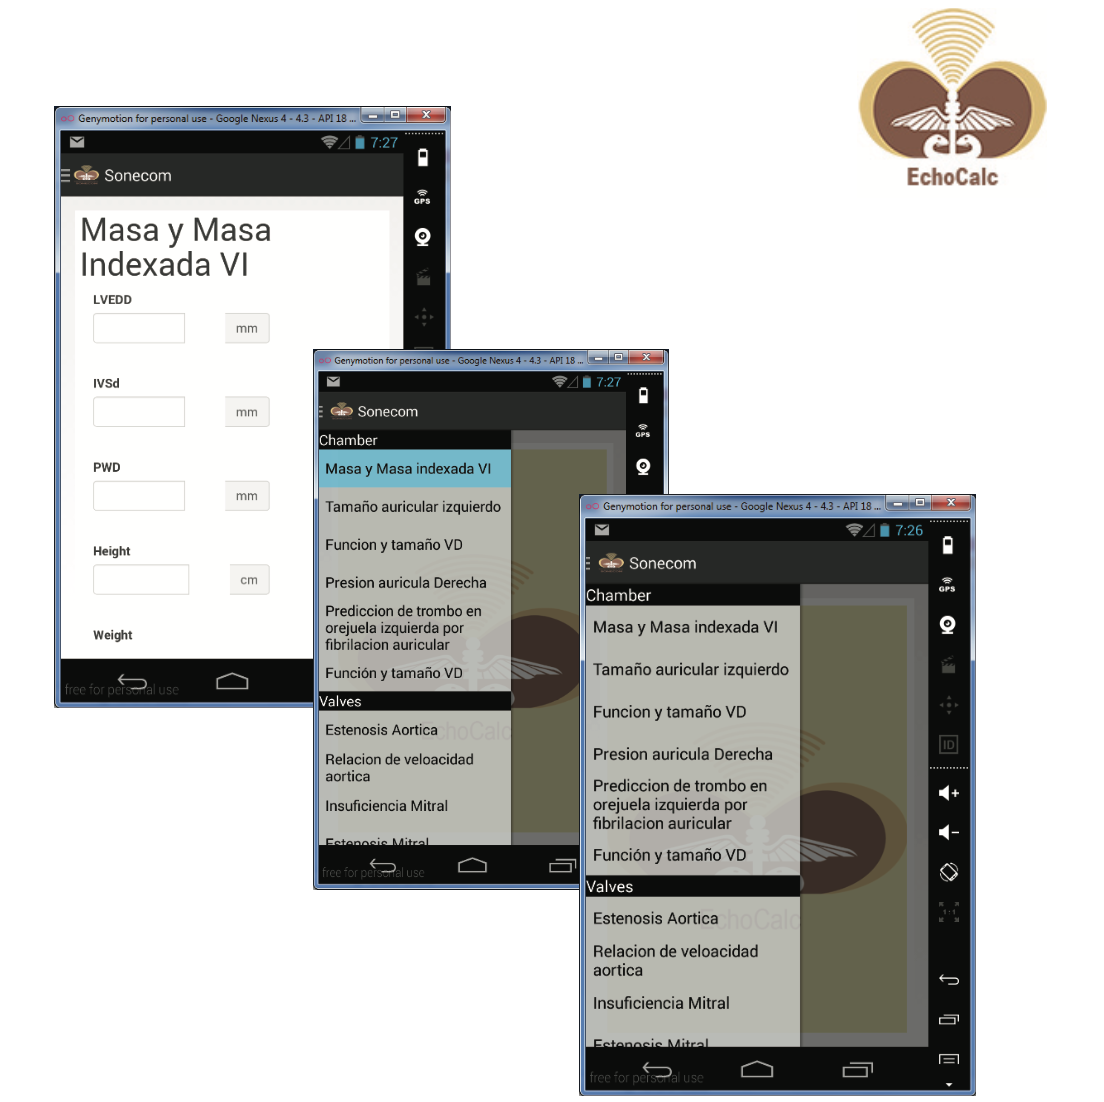 EchoCalc
Genymotion for personal use - Google Nexus 4 - 4.3 - API 18 ...
7:27
Sonecom
GPS
Masa y Masa
Indexada VI
LVEDD
mm
IVSd
mm
PWD
mm
Height
cm
Weight
free for personal use
Genymotion for personal use - Google Nexus 4 - 4.3 - API 18 ...
7:27
Sonecom
GPS
Chamber
Masa y Masa indexada VI
Tamaño auricular izquierdo
Funcion y tamaño VD
Presion auricula Derecha
Prediccion de trombo en
orejuela izquierda por
fibrilacion auricular
Función y tamaño VD
Valves
Estenosis Aortica
EchoCalc
Relacion de veloacidad
aortica
Insuficiencia Mitral
Estenosis Mitral
free for personal use
Genymotion for personal use - Google Nexus 4 - 4.3 - API 18 ...
7:26
Sonecom
GPS
Chamber
Masa y Masa indexada VI
Tamaño auricular izquierdo
Funcion y tamaño VD
ID
Presion auricula Derecha
Prediccion de trombo en
orejuela izquierda por
fibrilacion auricular
Función y tamaño VD
Valves
1:1
Estenosis Aortica
EchoCalc
Relacion de veloacidad
aortica
Insuficiencia Mitral
Estenosis Mitral
free for personal use